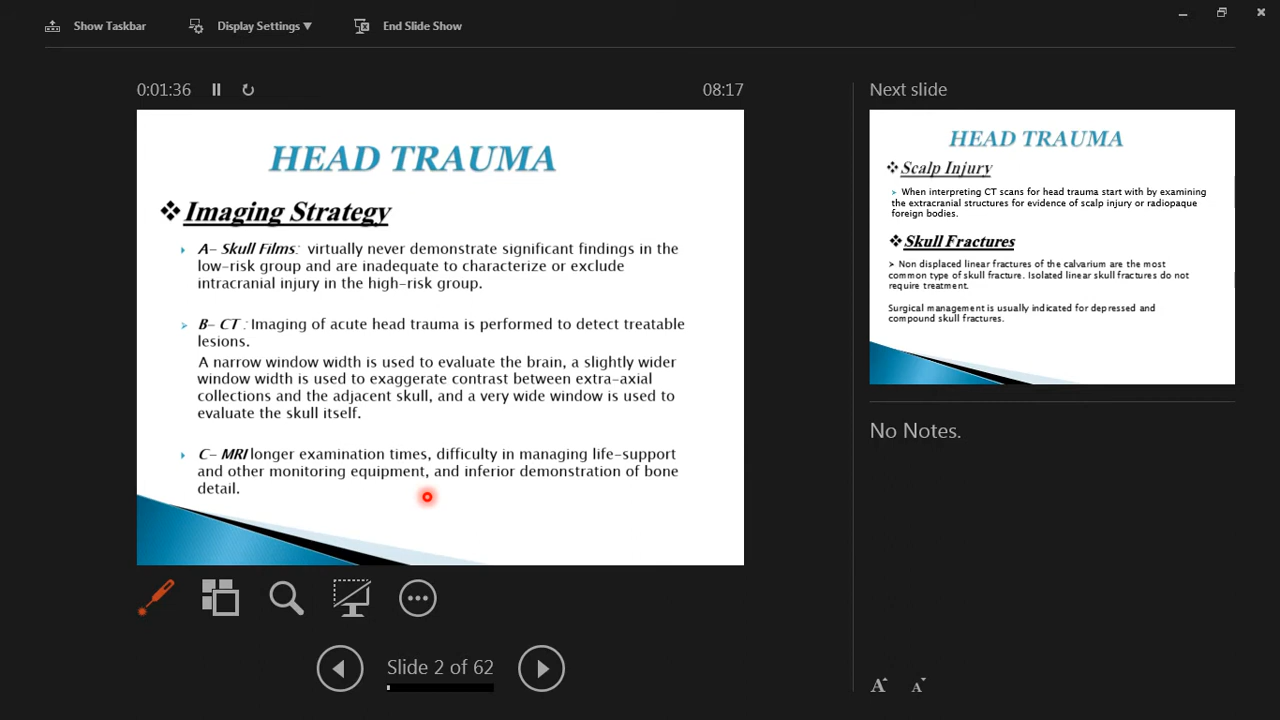 Show Taskbar
Display Settings ▼
End Slide Show
0:01:36
08:17
HEAD TRAUMA
❖ Imaging Strategy
A- Skull Films: virtually never demonstrate significant findings in the
low-risk group and are inadequate to characterize or exclude
intracranial injury in the high-risk group.
B- CT : Imaging of acute head trauma is performed to detect treatable
lesions.
A narrow window width is used to evaluate the brain, a slightly wider
window width is used to exaggerate contrast between extra-axial
collections and the adjacent skull, and a very wide window is used to
evaluate the skull itself.
C- MRI longer examination times, difficulty in managing life-support
and other monitoring equipment, and inferior demonstration of bone
detail.
Slide 2 of 62
Next slide
HEAD TRAUMA
❖ Scalp Injury
➢ When interpreting CT scans for head trauma start with by examining
the extracranial structures for evidence of scalp injury or radiopaque
foreign bodies.
❖ Skull Fractures
➢ Non displaced linear fractures of the calvarium are the most
common type of skull fracture. Isolated linear skull fractures do not
require treatment.
Surgical management is usually indicated for depressed and
compound skull fractures.
No Notes.
A A